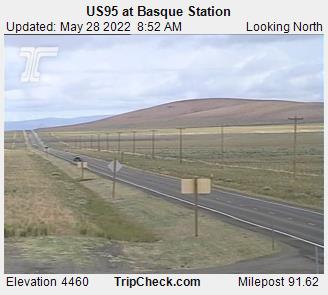 US95 at Basque Station
Updated: May 28 2022 8:52 AM Looking North
Elevation 4460 TripCheck.com Milepost 91.62